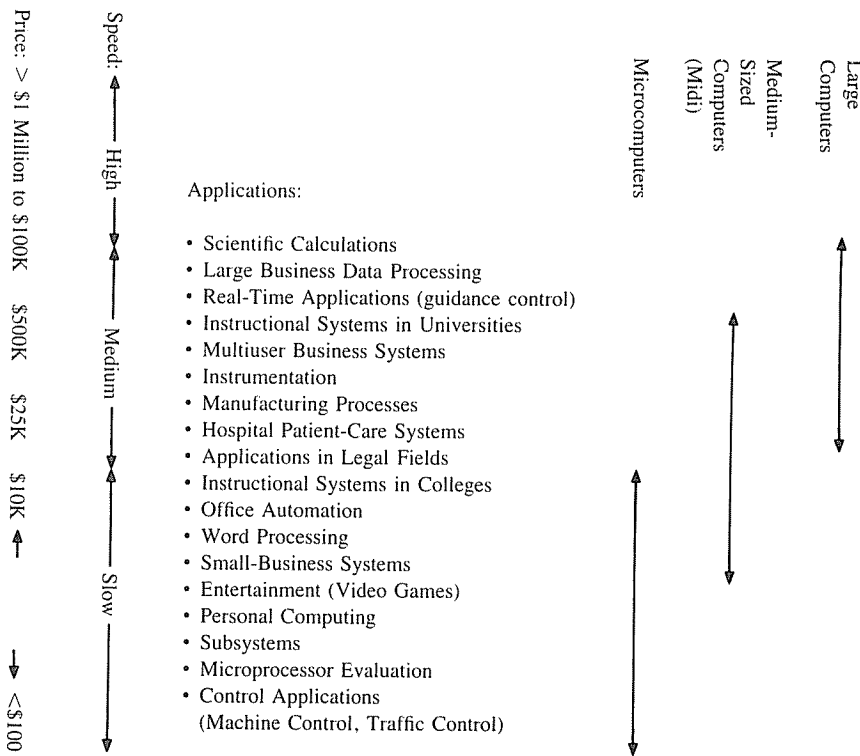 Price: > $1 Million to $100K
$500K
$25K
$10K
<$100
Speed:
High
Medium
Slow
Applications:
• Scientific Calculations
• Large Business Data Processing
• Real-Time Applications (guidance control)
• Instructional Systems in Universities
• Multiuser Business Systems
• Instrumentation
• Manufacturing Processes
• Hospital Patient-Care Systems
• Applications in Legal Fields
• Instructional Systems in Colleges
• Office Automation
• Word Processing
• Small-Business Systems
• Entertainment (Video Games)
• Personal Computing
• Subsystems
• Microprocessor Evaluation
• Control Applications
(Machine Control, Traffic Control)
Microcomputers
Medium-
Sized
Computers
(Midi)
Large
Computers